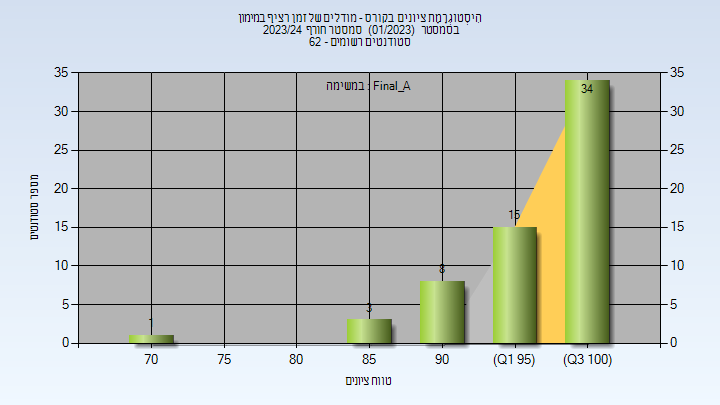 היסטוגרמת ציונים בקורס - מודלים של זמן רציף במימון
בסמסטר (01/2023) סמסטר חורף 2023/24
סטודנטים רשומים - 62
במשימה : Final_A
מספר סטודנטים
35 35
30 30
25 25
20 20
15 15
10 10
5 5
0 0
1 3 8 15 34
70 75 80 85 90 (Q1 95) (Q3 100)
טווח ציונים